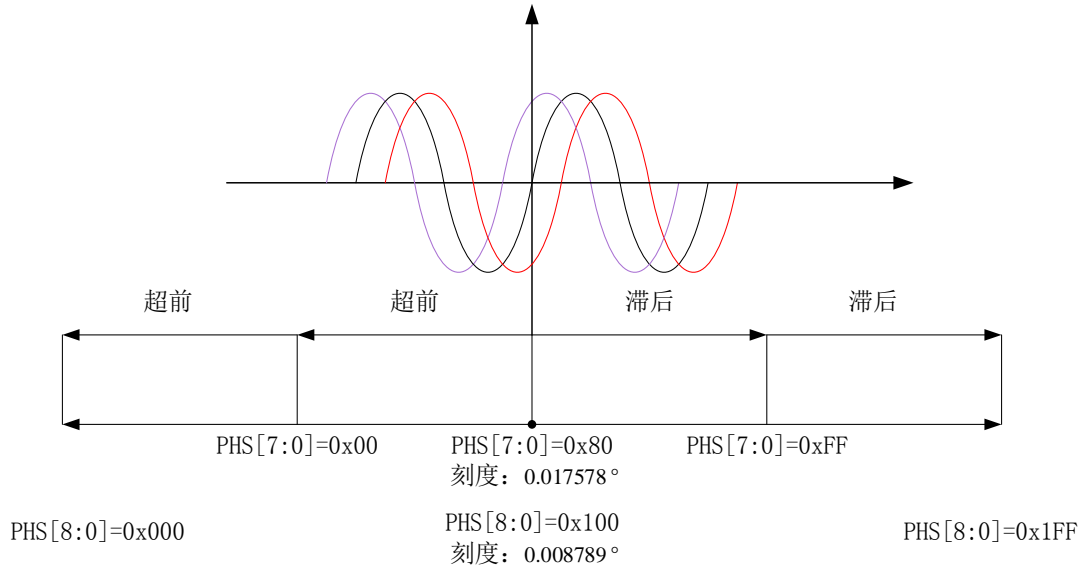 超前 超前 滞后 滞后
PHS[7:0]=0x00 PHS[7:0]=0x80 PHS[7:0]=0xFF
刻度：0.017578°
PHS[8:0]=0x000 PHS[8:0]=0x100 PHS[8:0]=0x1FF
刻度：0.008789°